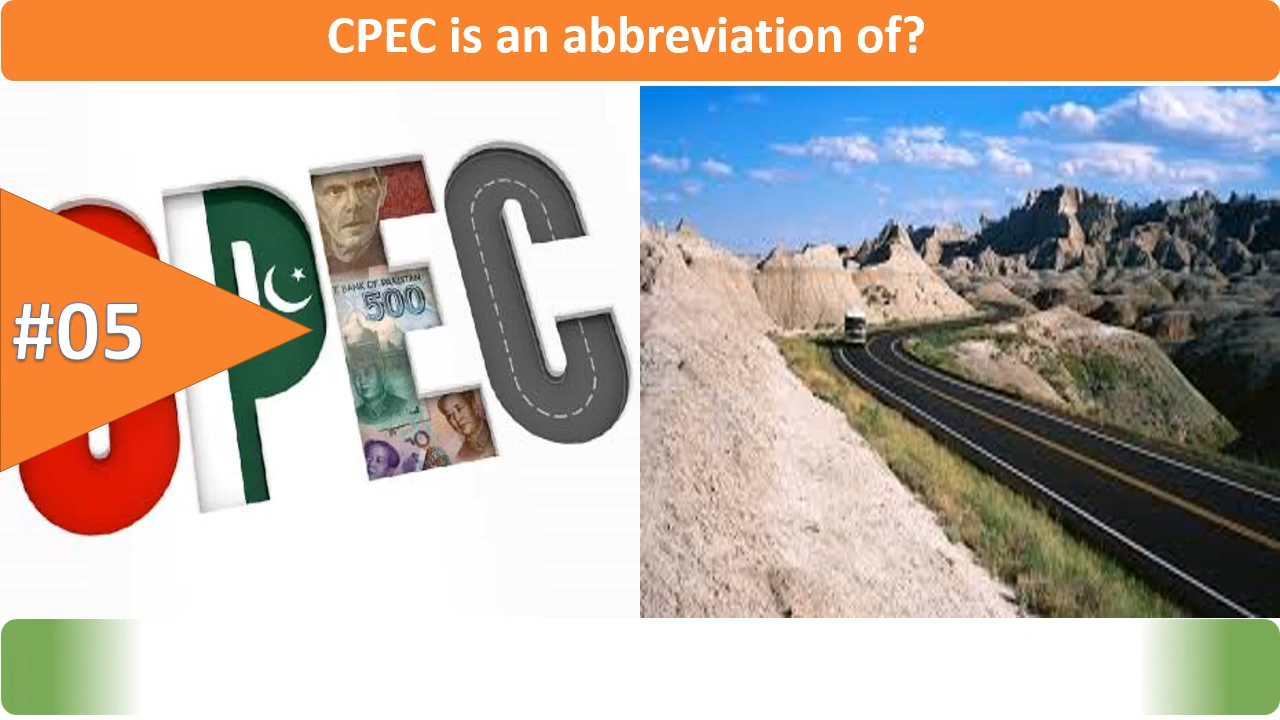 CPEC is an abbreviation of?
CPEC
#05
T BANK OF PAKISTAN
500